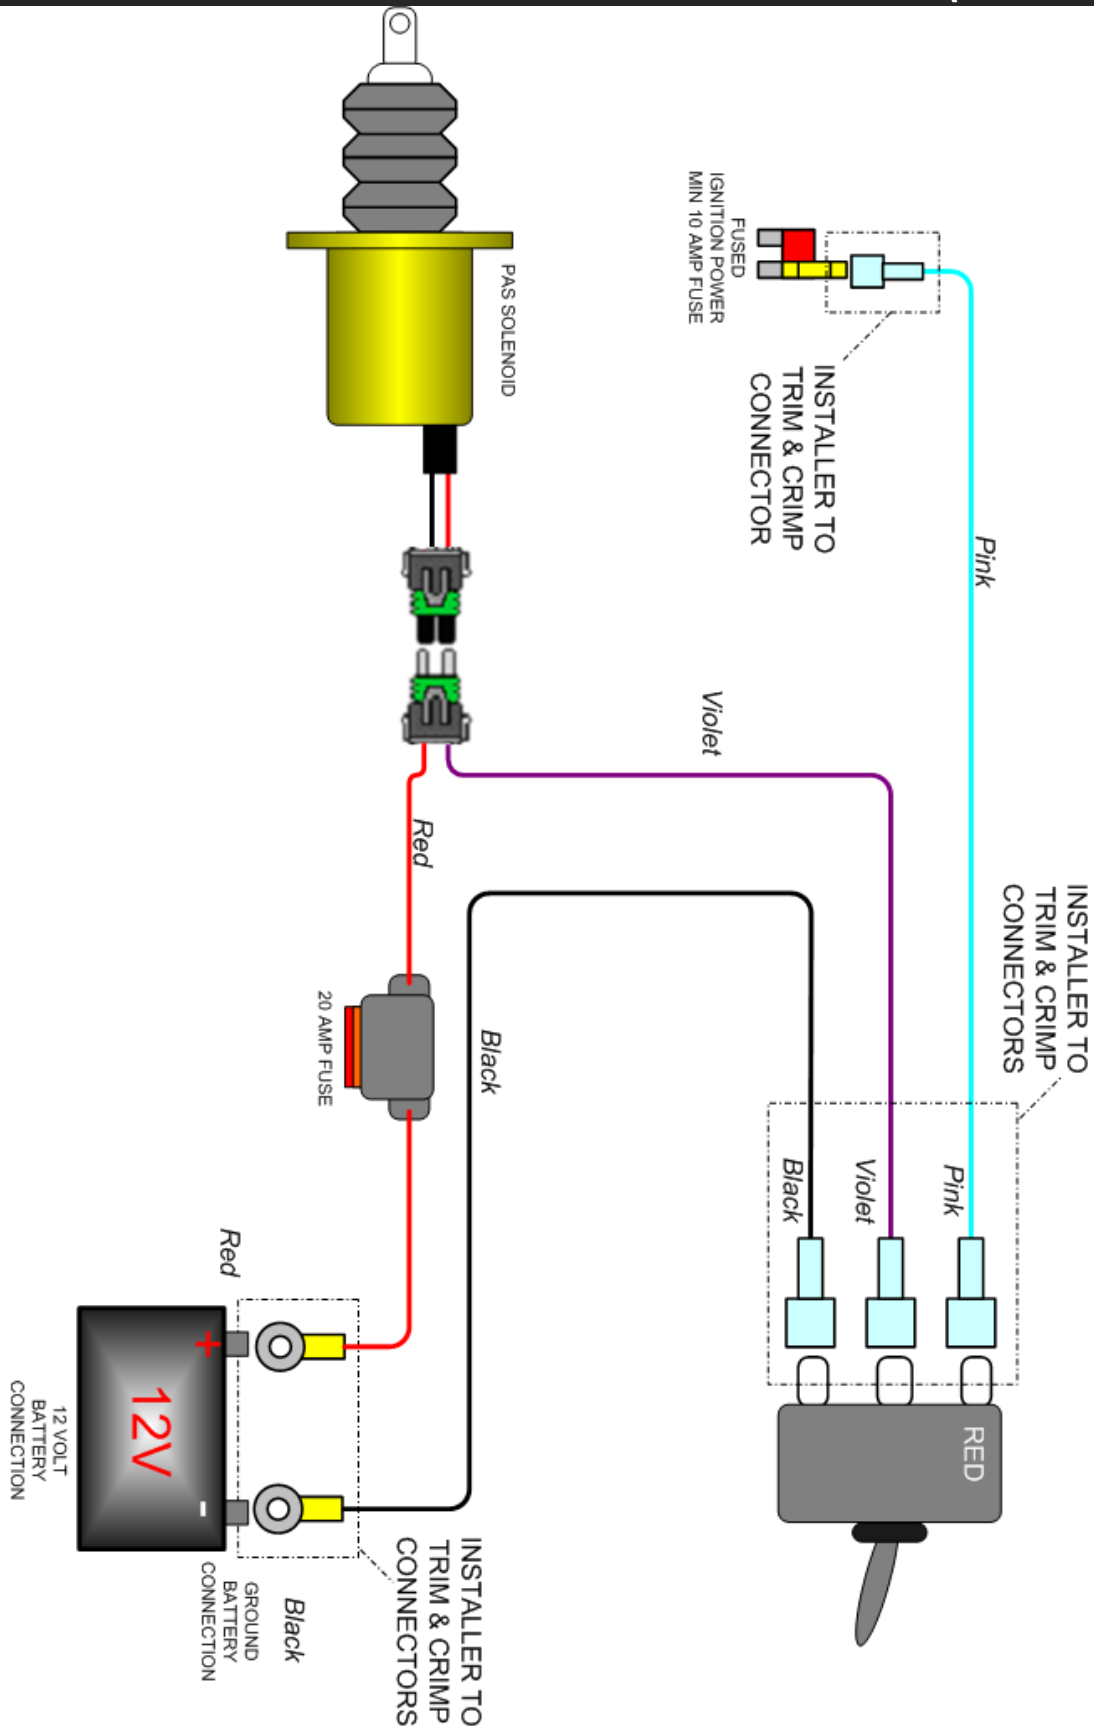 INSTALLER TO
TRIM & CRIMP
CONNECTORS
Pink
FUSED
IGNITION POWER
MIN 10 AMP FUSE
INSTALLER TO
TRIM & CRIMP
CONNECTOR
Pink
Violet
Black
RED
Violet
PAS SOLENOID
Red
Black
20 AMP FUSE
INSTALLER TO
TRIM & CRIMP
CONNECTORS
Red
Black
+
12V
-
12 VOLT
BATTERY
CONNECTION
GROUND
BATTERY
CONNECTION